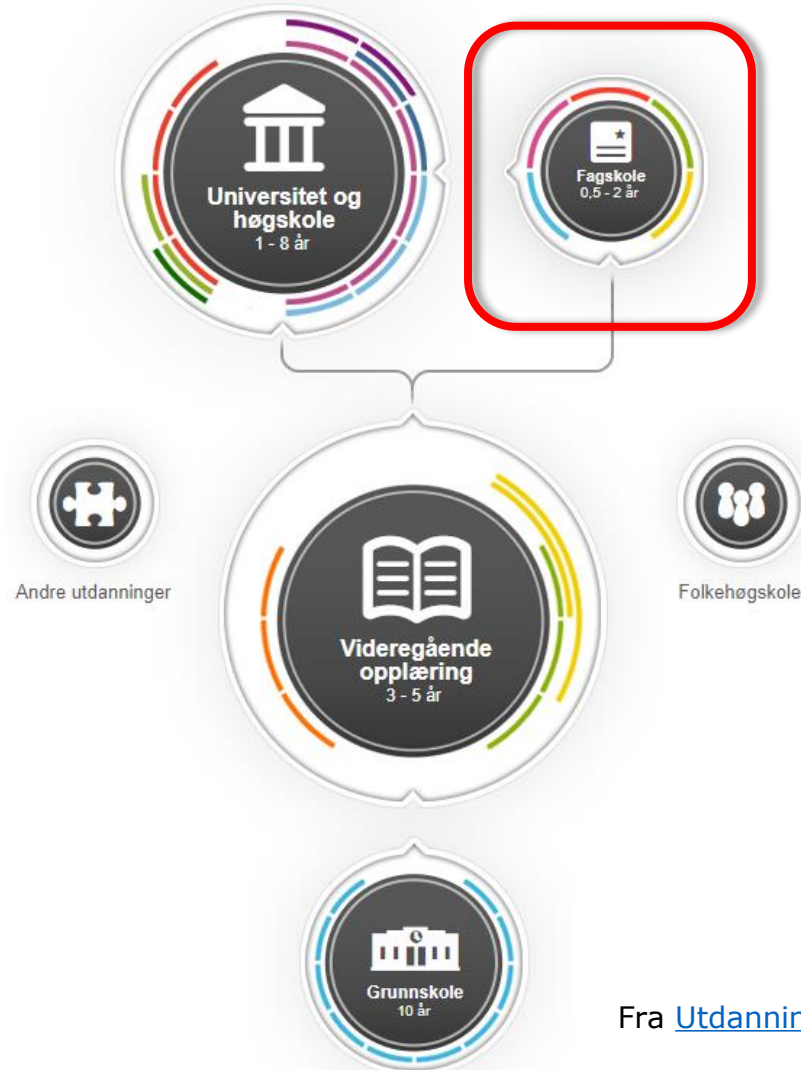 Universitet og
høgskole
1 - 8 år
Fagskole
0,5 - 2 år
Andre utdanninger
Folkehøgskole
Videregående
opplæring
3 - 5 år
Grunnskole
10 år
Fra